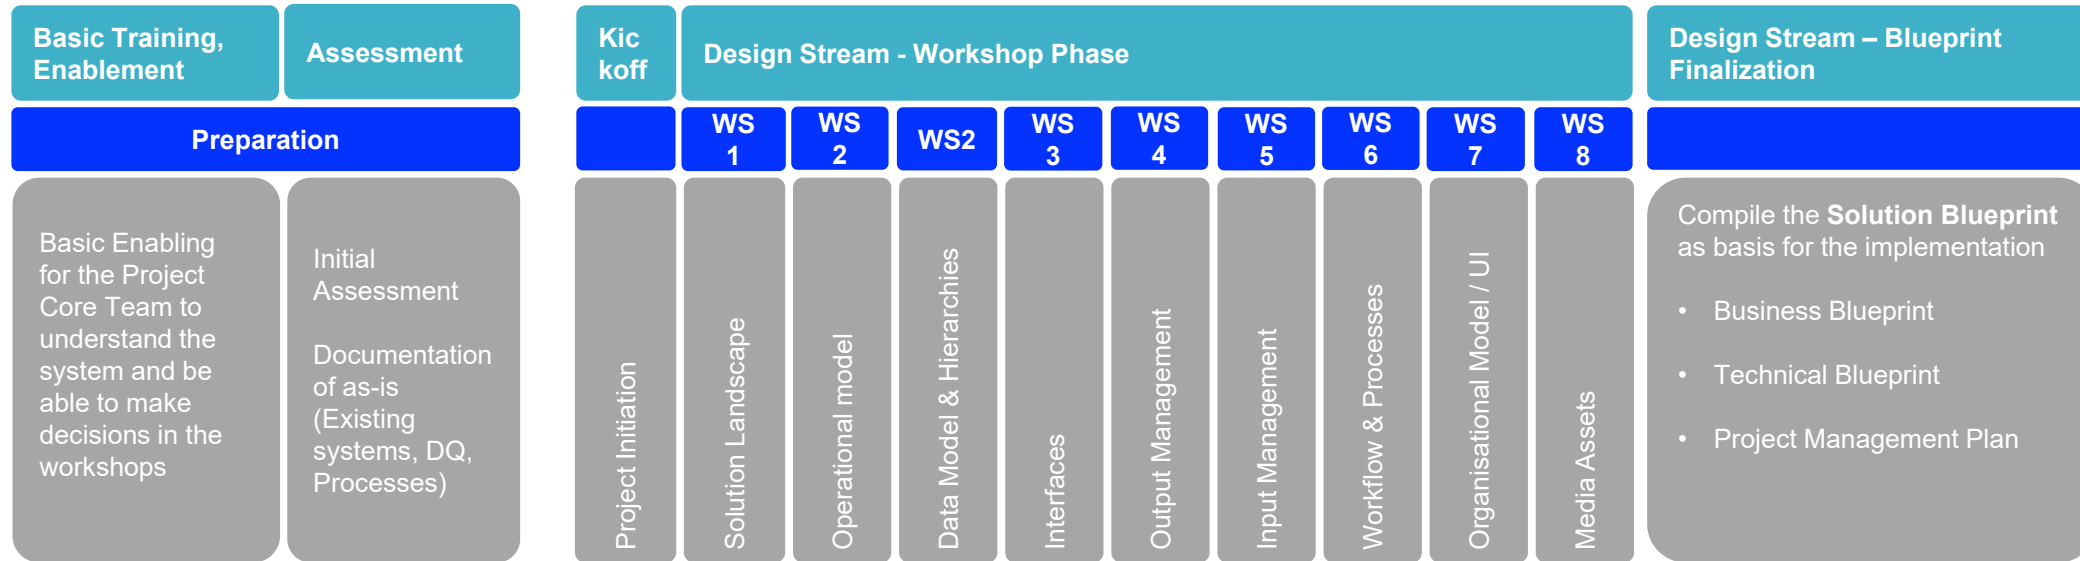 Basic Training,
Enablement
Assessment
Kic
koff
Design Stream - Workshop Phase
Design Stream – Blueprint
Finalization
Preparation
WS
1
WS
2
WS2
WS
3
WS
4
WS
5
WS
6
WS
7
WS
8
Basic Enabling
for the Project
Core Team to
understand the
system and be
able to make
decisions in the
workshops
Initial
Assessment
Documentation
of as-is
(Existing
systems, DQ,
Processes)
Project Initiation
Solution Landscape
Operational model
Data Model & Hierarchies
Interfaces
Output Management
Input Management
Workflow & Processes
Organisational Model / UI
Media Assets
Compile the Solution Blueprint
as basis for the implementation
• Business Blueprint
• Technical Blueprint
• Project Management Plan